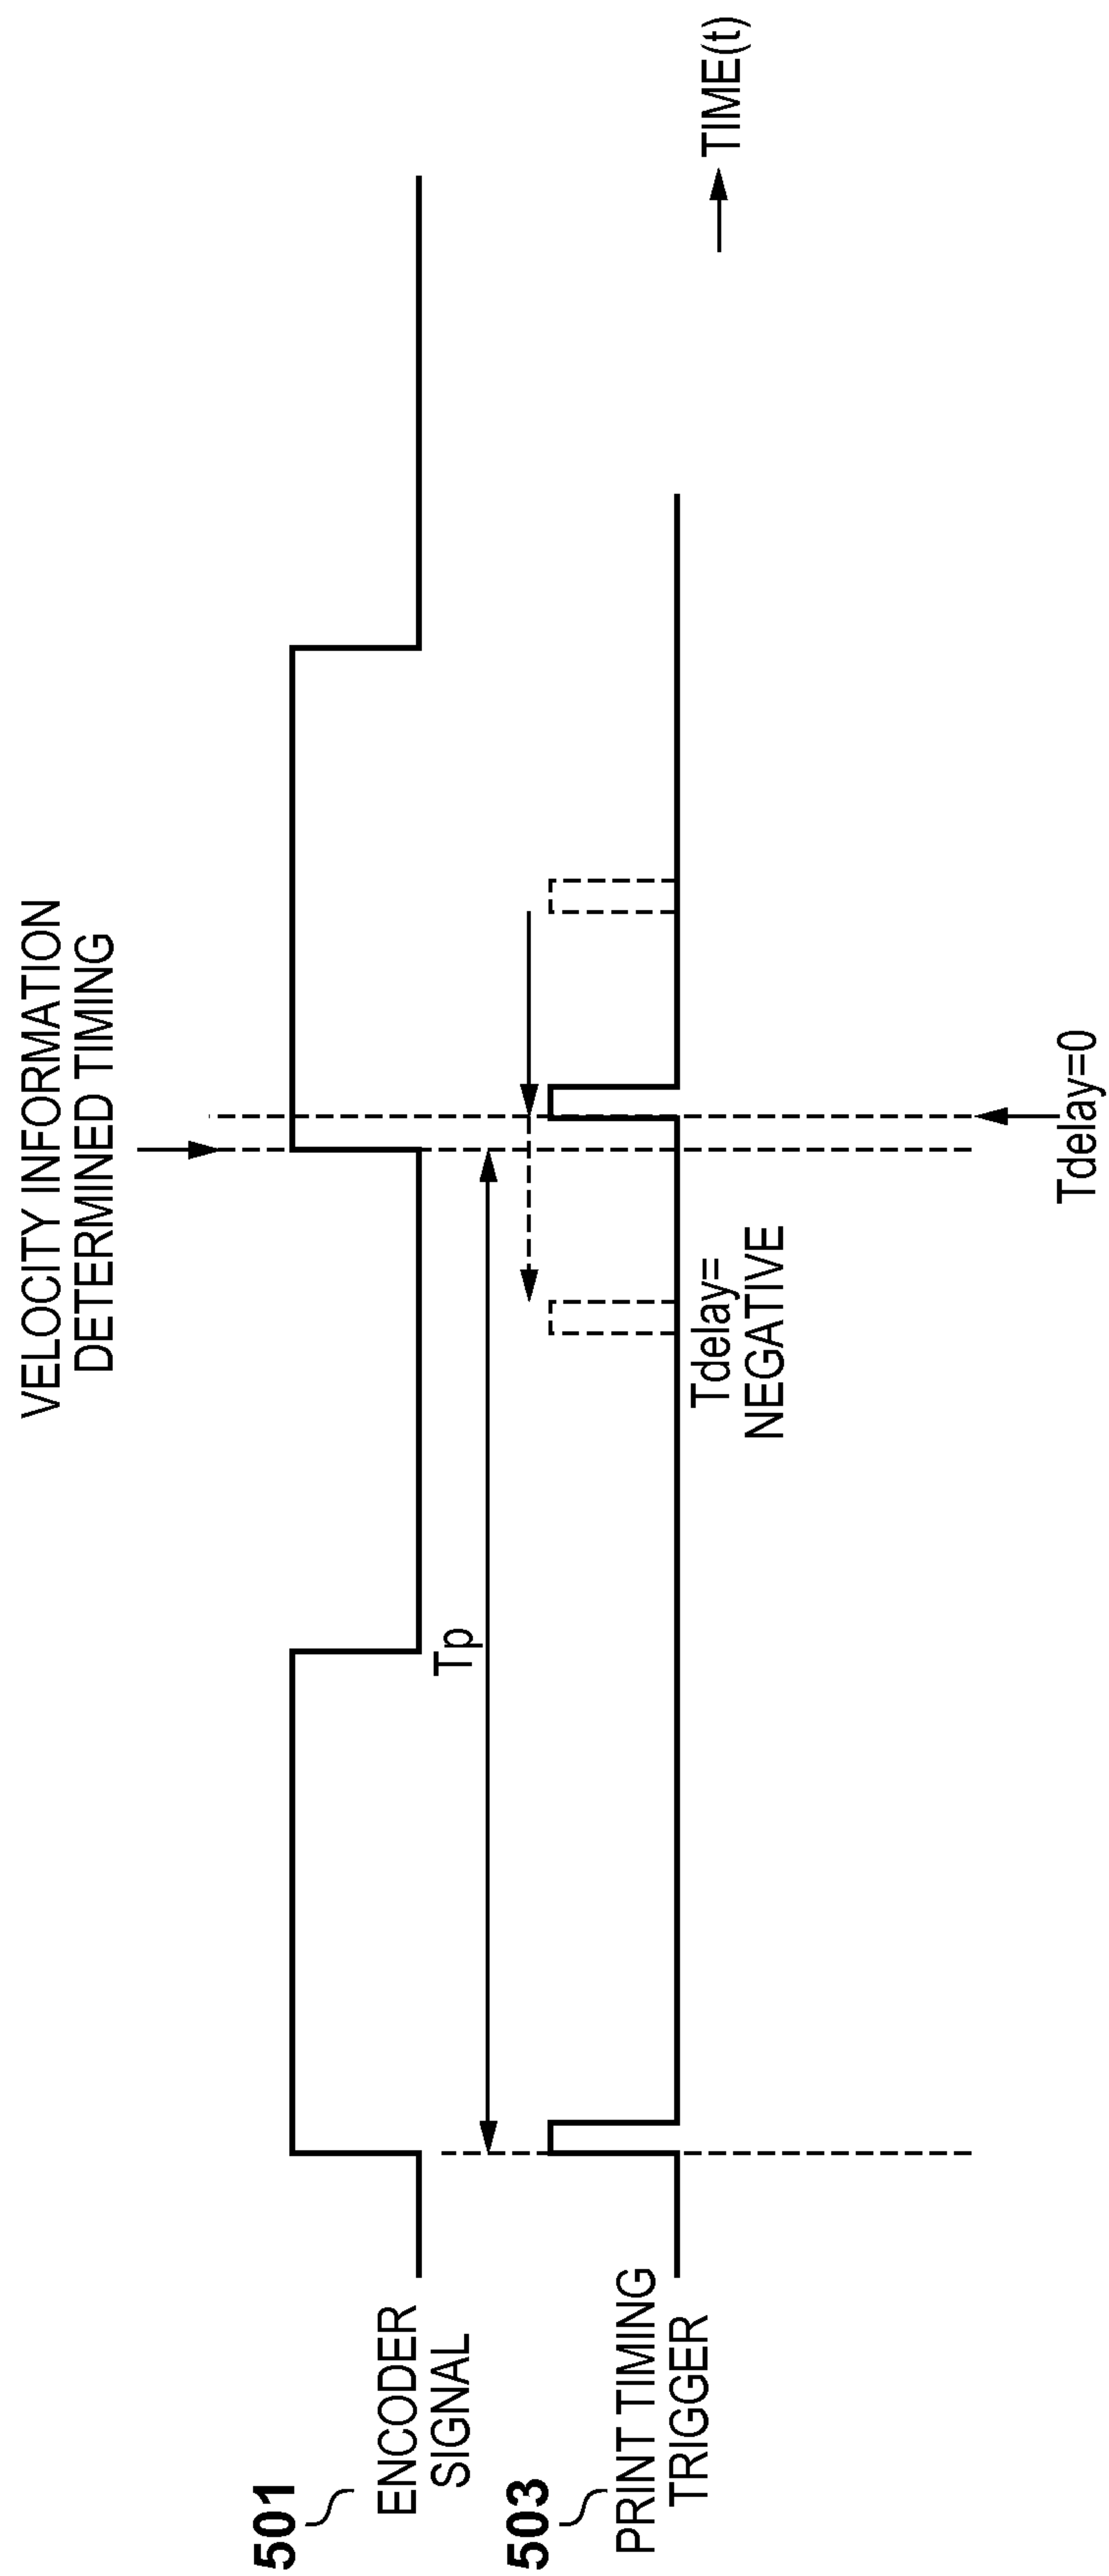 VELOCITY INFORMATION
DETERMINED TIMING
501
ENCODER
SIGNAL
Tp
503
PRINT TIMING
TRIGGER
Tdelay=
NEGATIVE
TIME(t)
Tdelay=0